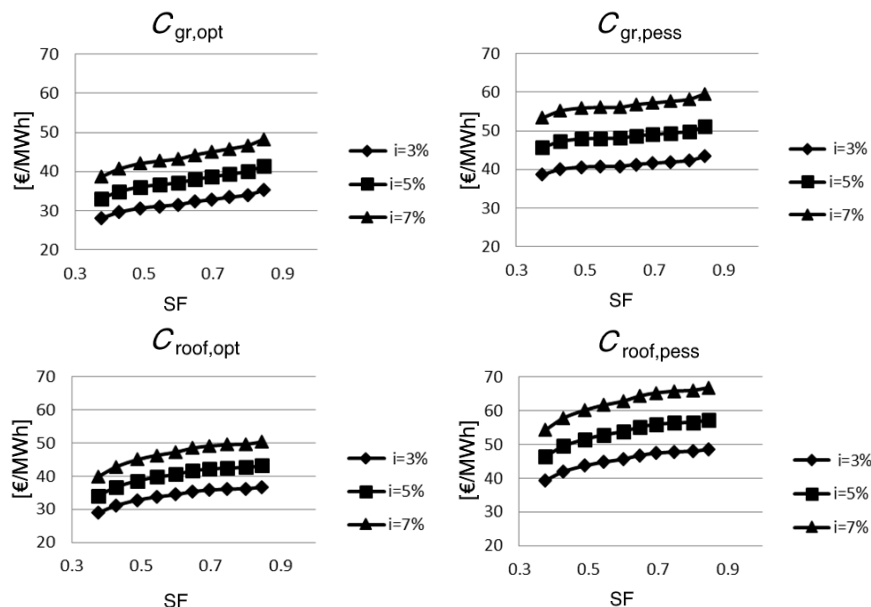 C gr,opt
70
60
50
40
30
20
[€/MWh]
0.3 0.5 0.7 0.9
SF
i=3%
i=5%
i=7%
C gr,pess
70
60
50
40
30
20
[€/MWh]
0.3 0.5 0.7 0.9
SF
i=3%
i=5%
i=7%
C roof,opt
70
60
50
40
30
20
[€/MWh]
0.3 0.5 0.7 0.9
SF
i=3%
i=5%
i=7%
C roof,pess
70
60
50
40
30
20
[€/MWh]
0.3 0.5 0.7 0.9
SF
i=3%
i=5%
i=7%